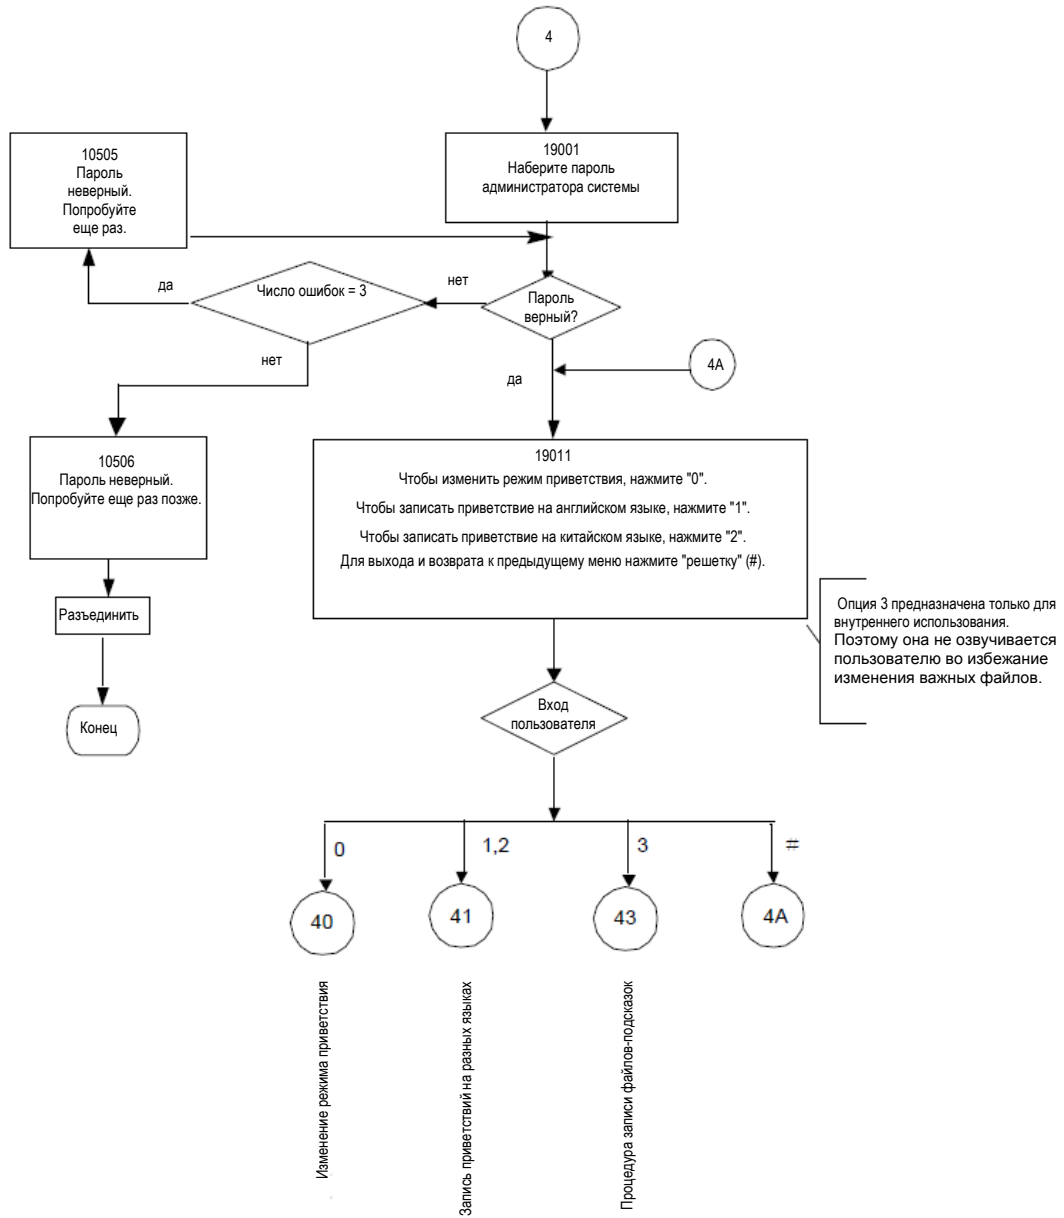 4
19001
Наберите пароль
администратора системы
10505
Пароль
неверный.
Попробуйте
еще раз.
да
Число ошибок = 3
нет
Пароль
верный?
нет
да
4A
10506
Пароль неверный.
Попробуйте еще раз позже.
19011
Чтобы изменить режим приветствия, нажмите "0".
Чтобы записать приветствие на английском языке, нажмите "1".
Чтобы записать приветствие на китайском языке, нажмите "2".
Для выхода и возврата к предыдущему меню нажмите "решетку" (#).
Разъединить
Опция 3 предназначена только для
внутреннего использования.
Поэтому она не озвучивается
пользователю во избежание
изменения важных файлов.
Конец
Вход
пользователя
0
1,2
3
#
40
41
43
4A
Изменение режима приветствия
Запись приветствий на разных языках
Процедура записи файлов-подсказок